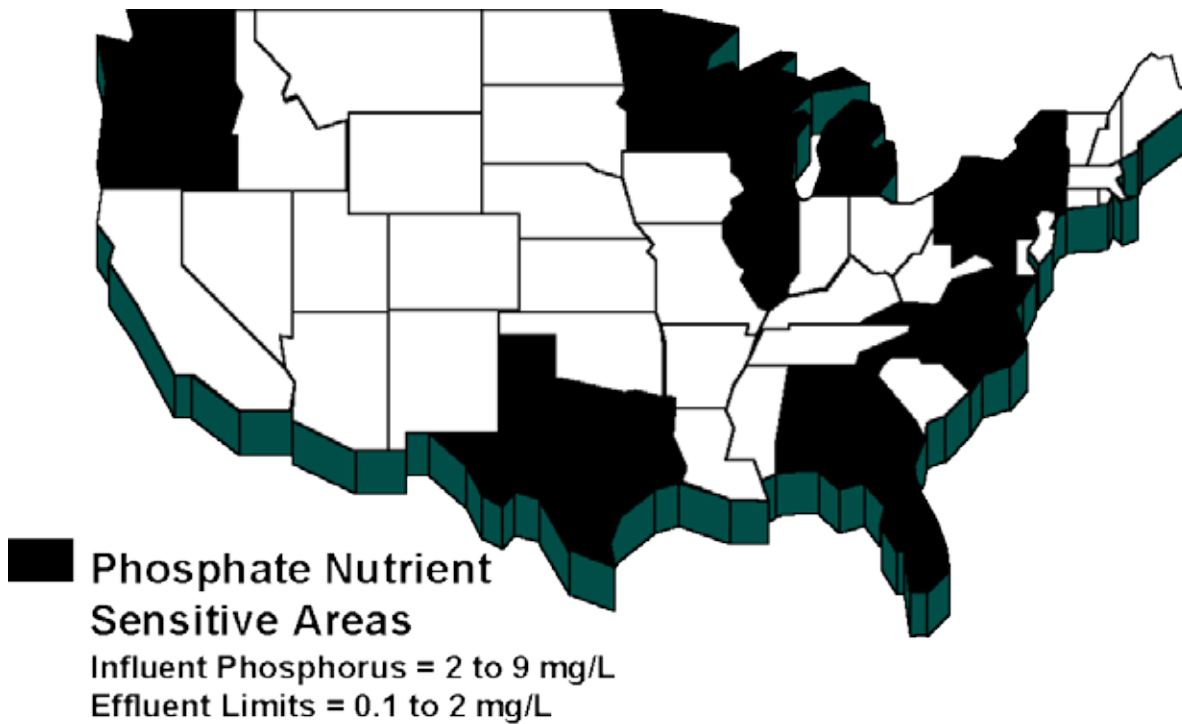 Phosphate Nutrient
Sensitive Areas
Influent Phosphorus = 2 to 9 mg/L
Effluent Limits = 0.1 to 2 mg/L